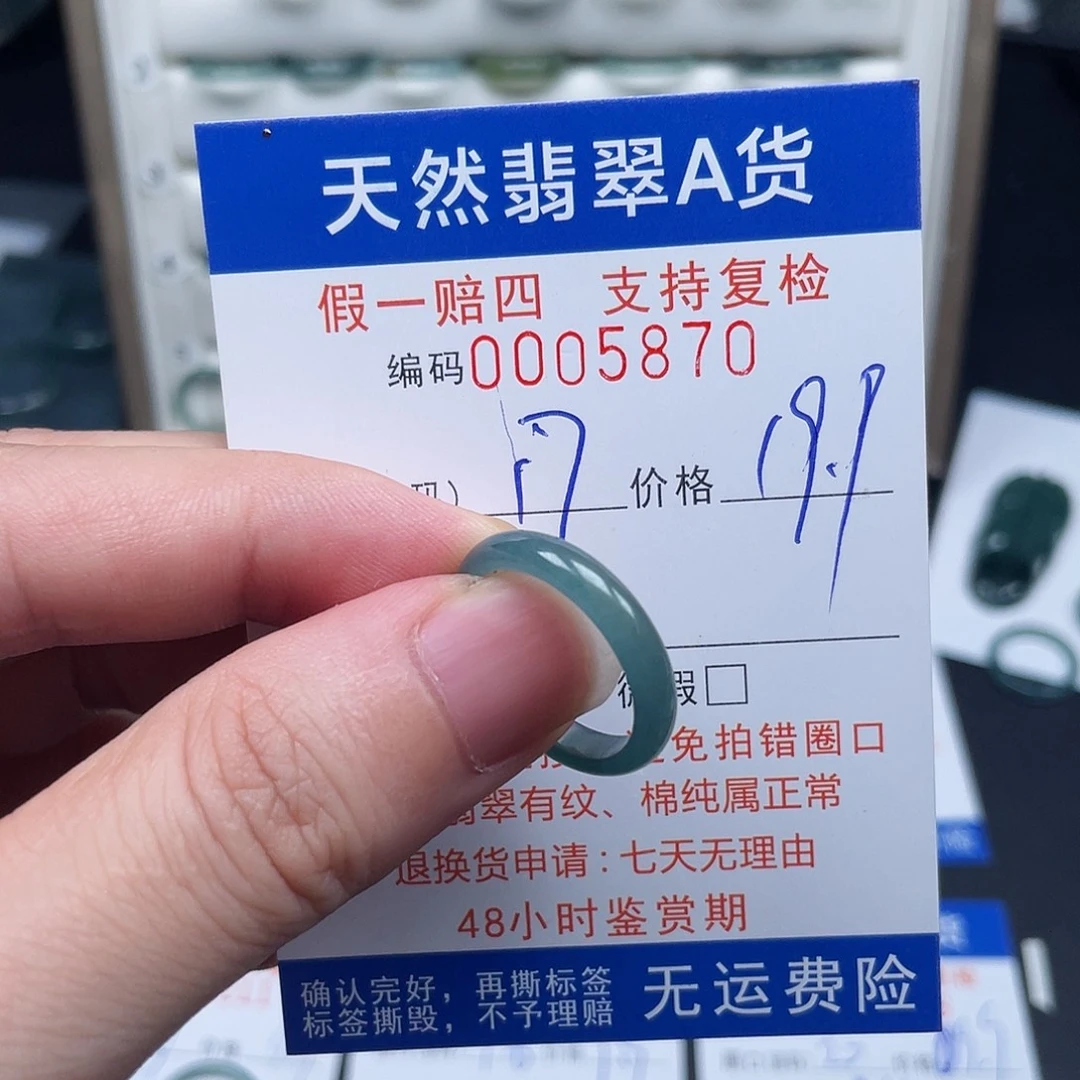 天然翡翠A货
假一赔四 支持复检
编码0005870
码） 17 价格 19.9
假□
免拍错圈口
翡翠有纹、棉纯属正常
退换货申请：七天无理由
48小时鉴赏期
确认完好，再撕标签
标签撕毁，不予理赔
无运费险